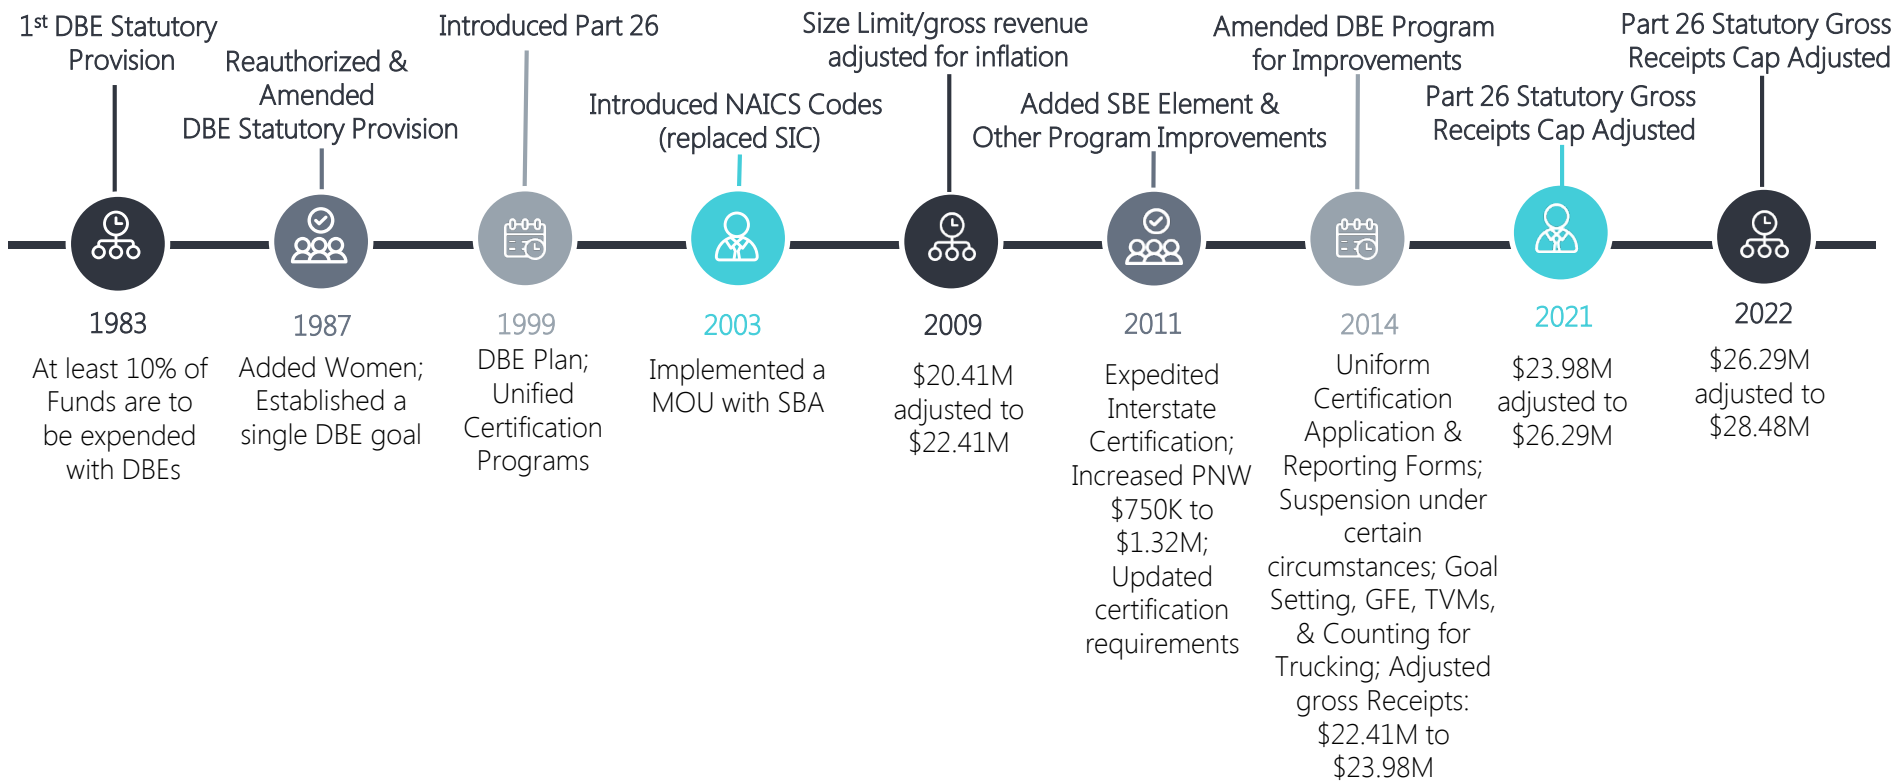 1st DBE Statutory
Provision
1983
At least 10% of
Funds are to
be expended
with DBEs
Reauthorized &
Amended
DBE Statutory Provision
1987
Added Women;
Established a
single DBE goal
Introduced Part 26
1999
DBE Plan;
Unified
Certification
Programs
Introduced NAICS Codes
(replaced SIC)
2003
Implemented a
MOU with SBA
Size Limit/gross revenue
adjusted for inflation
2009
$20.41M
adjusted to
$22.41M
Added SBE Element &
Other Program Improvements
2011
Expedited
Interstate
Certification;
Increased PNW
$750K to
$1.32M;
Updated
certification
requirements
Amended DBE Program
for Improvements
2014
Uniform
Certification
Application &
Reporting Forms;
Suspension under
certain
circumstances; Goal
Setting, GFE, TVMs,
& Counting for
Trucking; Adjusted
gross Receipts:
$22.41M to
$23.98M
Part 26 Statutory Gross
Receipts Cap Adjusted
2021
$23.98M
adjusted to
$26.29M
Part 26 Statutory Gross
Receipts Cap Adjusted
2022
$26.29M
adjusted to
$28.48M